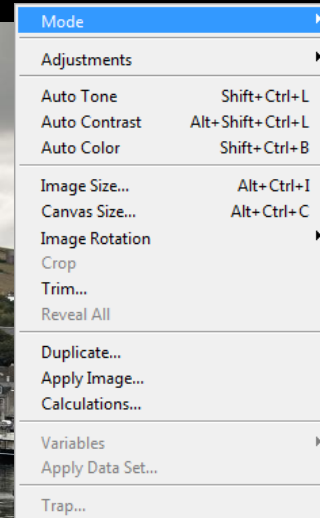 Mode
Adjustments
Auto Tone Shift+Ctrl+L
Auto Contrast Alt+Shift+Ctrl+L
Auto Color Shift+Ctrl+B
Image Size... Alt+Ctrl+I
Canvas Size... Alt+Ctrl+C
Image Rotation
Crop
Trim...
Reveal All
Duplicate...
Apply Image...
Calculations...
Variables
Apply Data Set...
Trap...